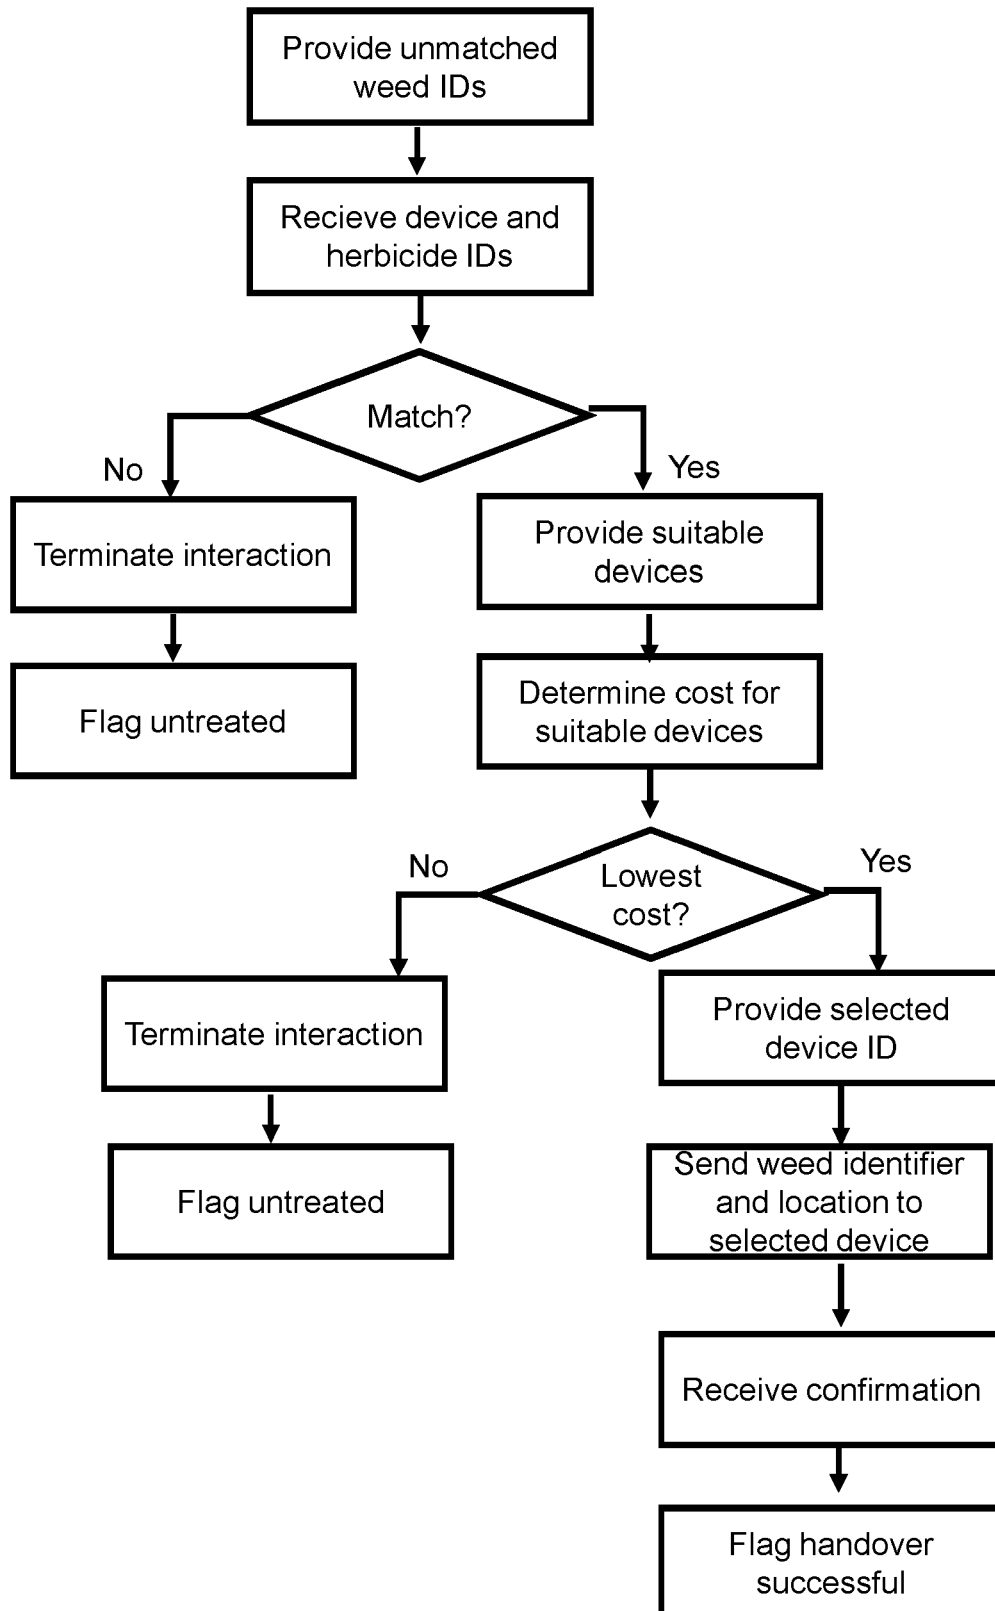 Provide unmatched
weed IDs
Recieve device and
herbicide IDs
Match?
No
Yes
Terminate interaction
Provide suitable
devices
Flag untreated
Determine cost for
suitable devices
No
Yes
Lowest
cost?
Terminate interaction
Provide selected
device ID
Flag untreated
Send weed identifier
and location to
selected device
Receive confirmation
Flag handover
successful